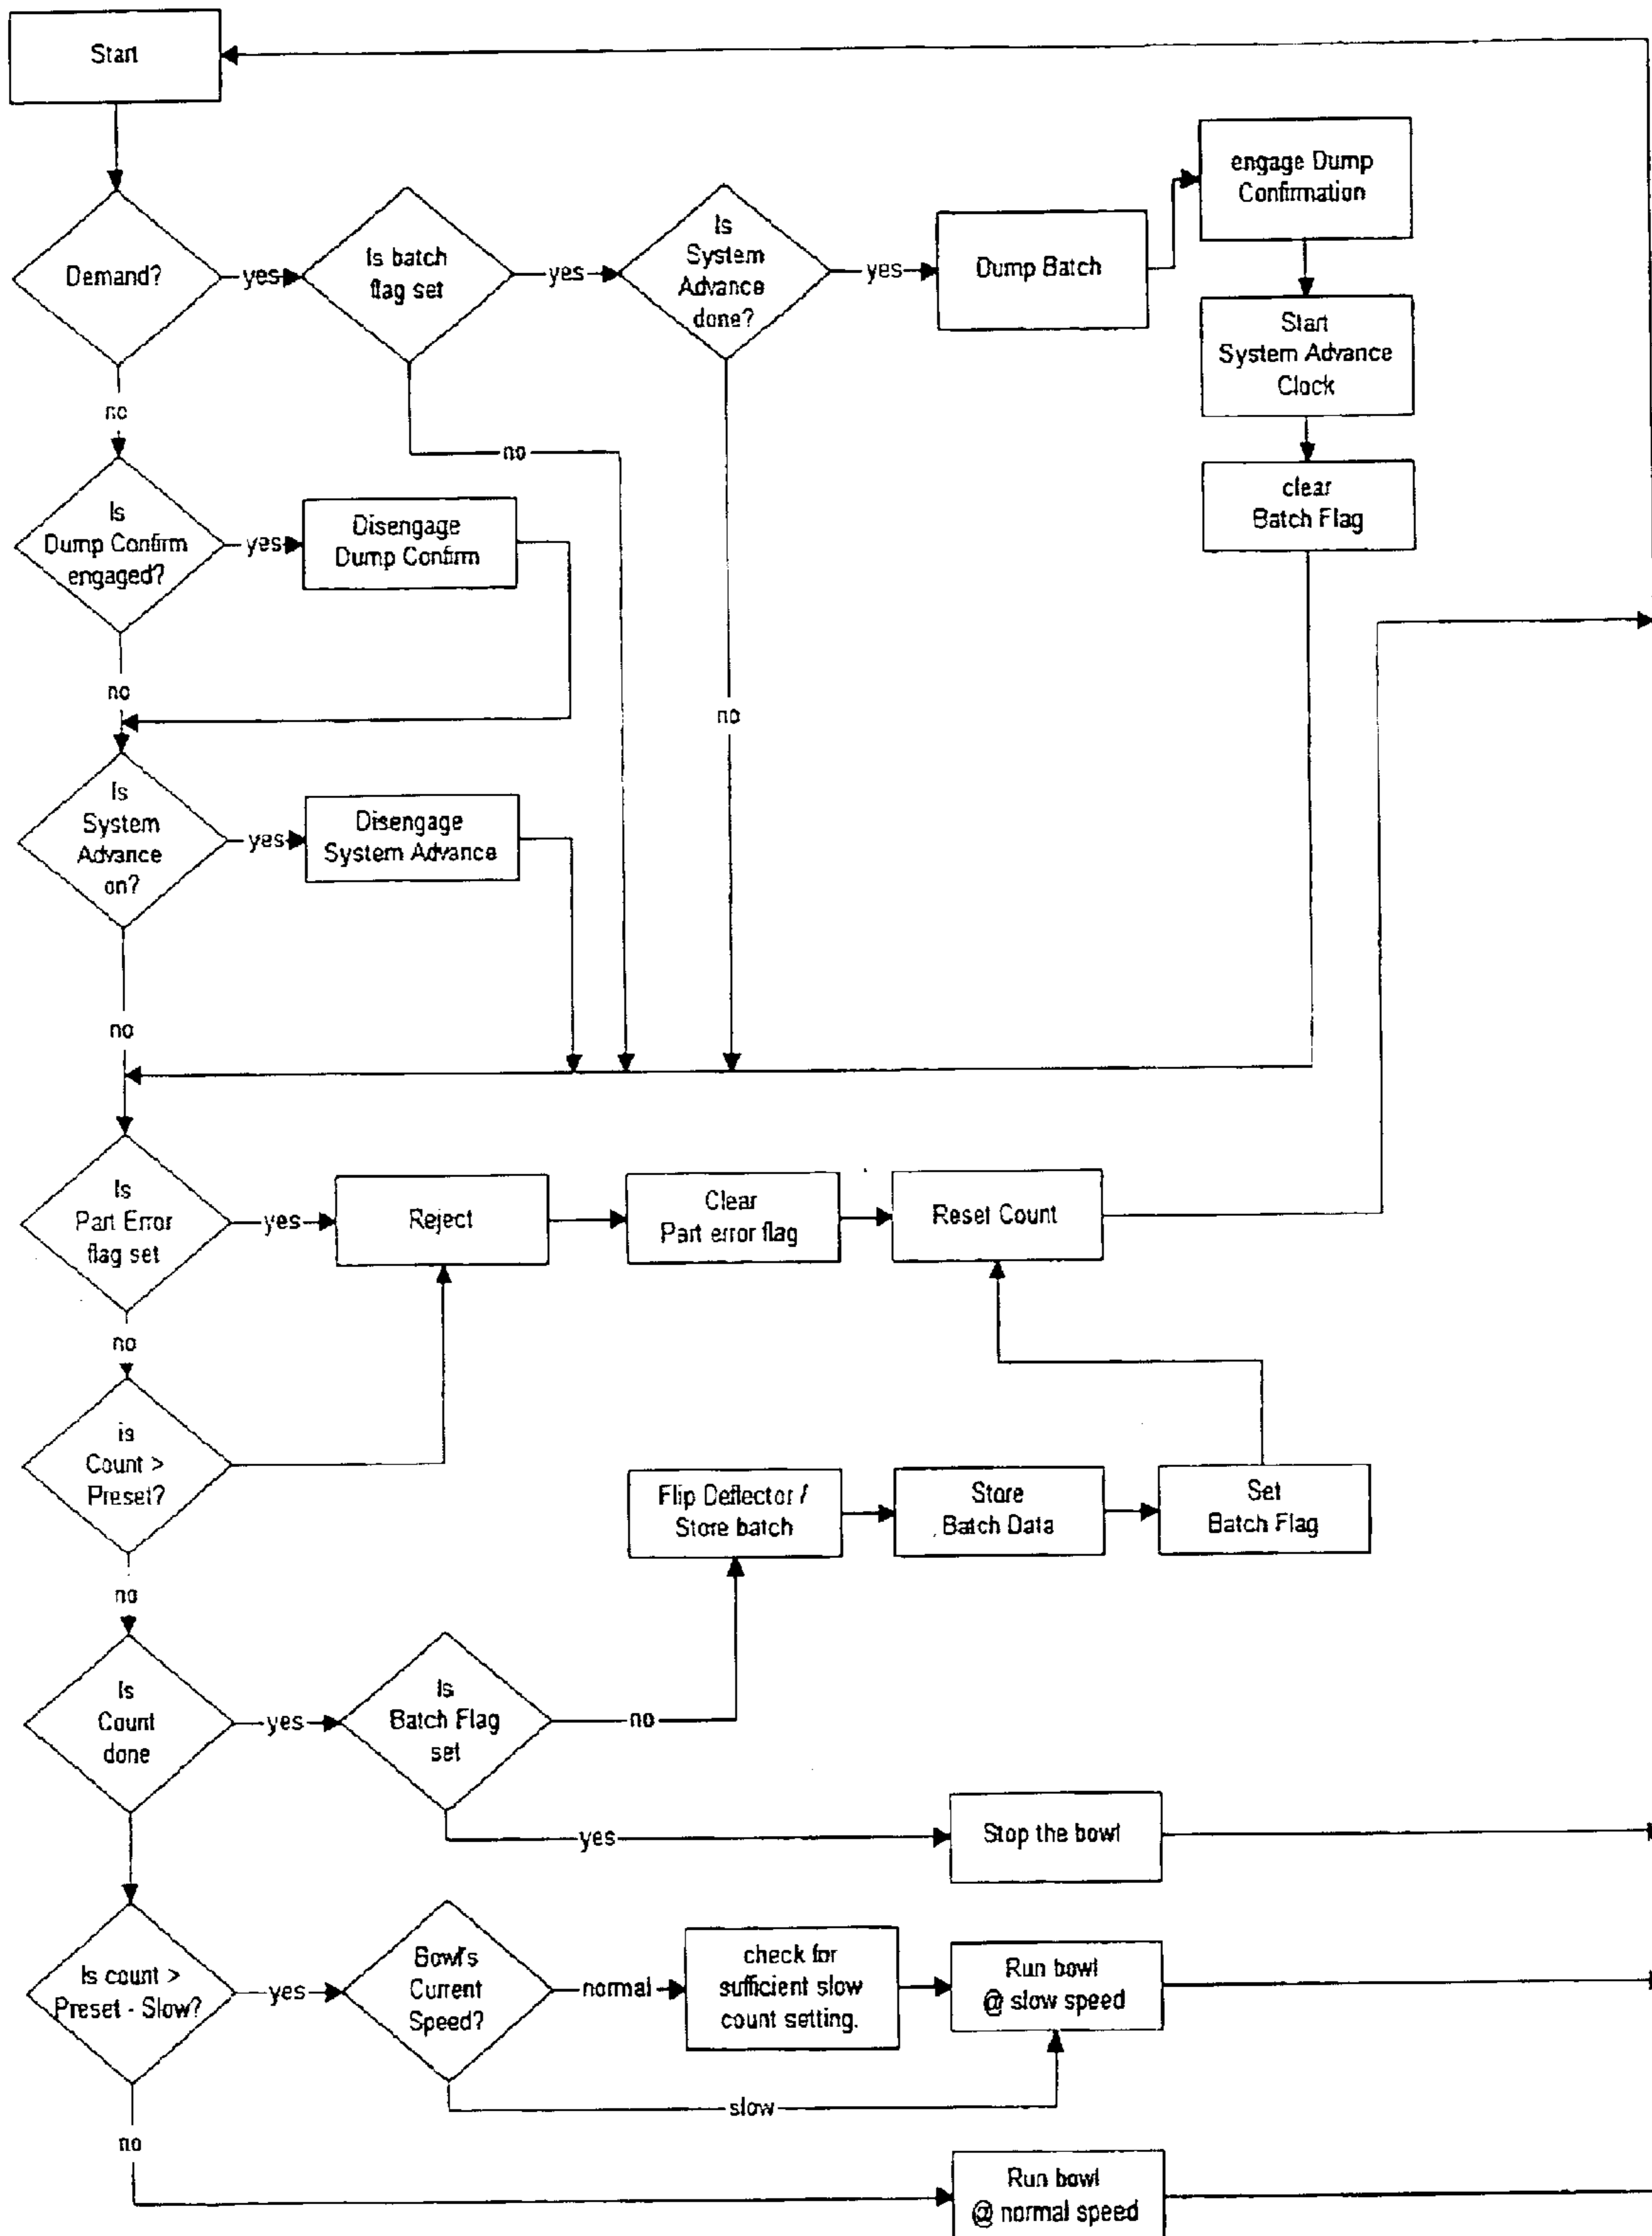 Start
Demand?
yes
Is batch
flag set
yes
Is
System
Advance
done?
yes
Dump Batch
engage Dump
Confirmation
Start
System Advance
Clock
clear
Batch Flag
no
no
no
Is
Dump Confirm
engaged?
yes
Disengage
Dump Confirm
no
Is
System
Advance
on?
yes
Disengage
System Advance
no
Is
Part Error
flag set
yes
Reject
Clear
Part error flag
Reset Count
no
is
Count >
Preset?
no
Flip Deflector /
Store batch
Store
Batch Data
Set
Batch Flag
Is
Count
done
yes
Is
Batch Flag
set
no
yes
Stop the bowl
Is count >
Preset - Slow?
yes
Bowl's
Current
Speed?
normal
check for
sufficient slow
count setting.
Run bowl
@ slow speed
slow
no
Run bowl
@ normal speed